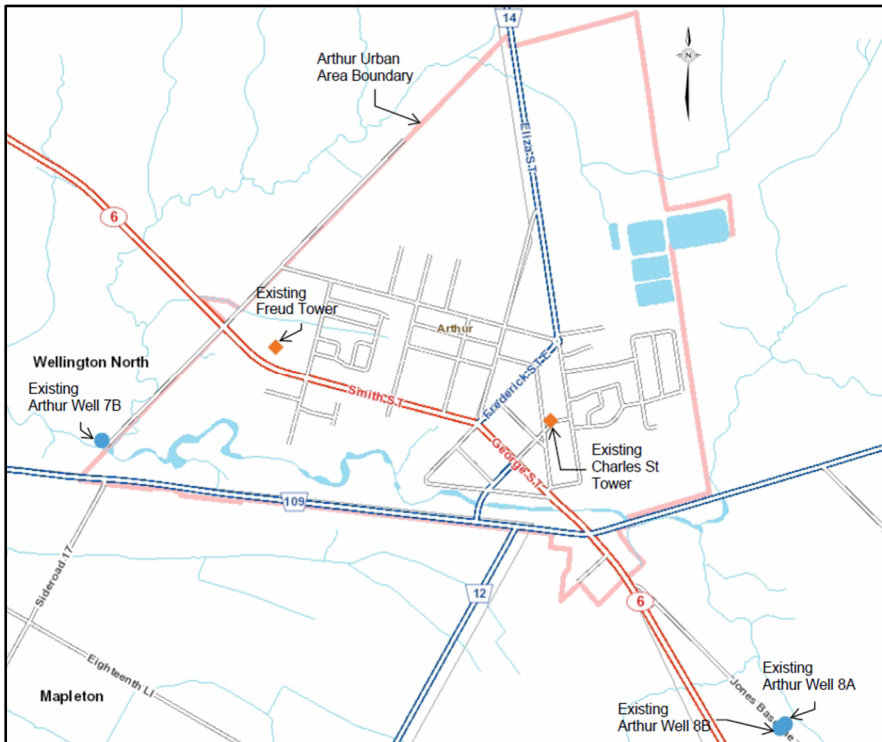 14
N
Arthur Urban
Area Boundary
Eliza ST
6
Existing
Freud Tower
Arthur
Wellington North
Existing
Arthur Well 7B
Smith ST
Frederick ST E
George ST
Existing
Charles St
Tower
109
Sideroad 17
12
6
Eighteenth LI
Mapleton
Existing
Arthur Well 8A
Existing
Arthur Well 8B
Jones